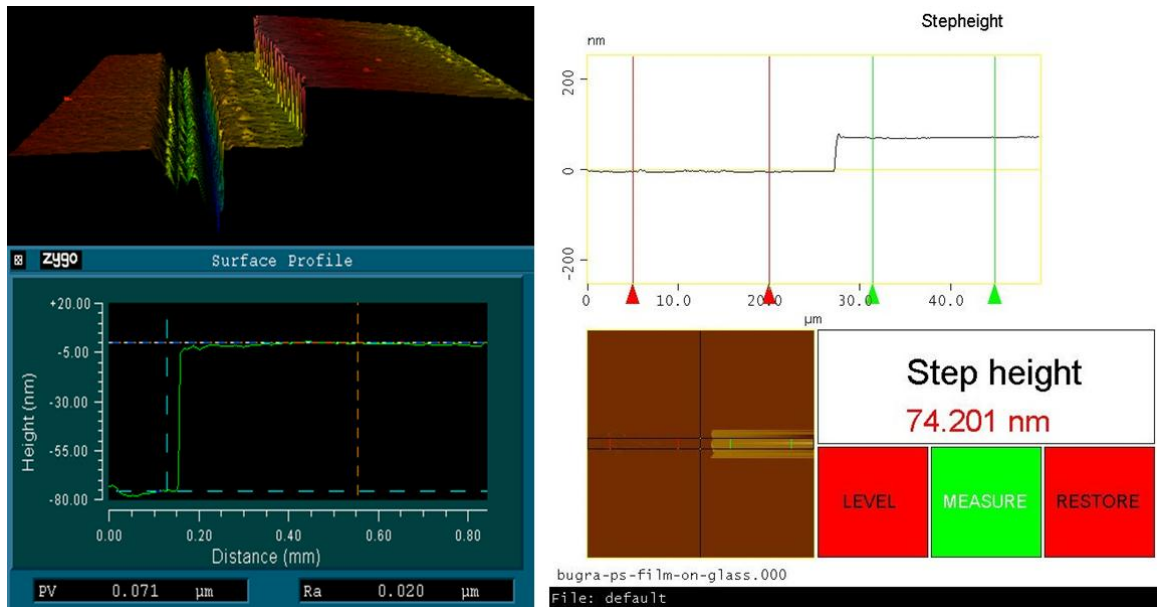 zygo
Surface Profile
+20.00
-5.00
-30.00
-55.00
-80.00
Height (nm)
0.00 0.20 0.40 0.60 0.80
Distance (mm)
PV 0.071 µm
Ra 0.020 µm
Stepheight
nm
200
0
-200
0 10.0 20.0 30.0 40.0
µm
Step height
74.201 nm
LEVEL MEASURE RESTORE
bugra-ps-film-on-glass.000
File: default